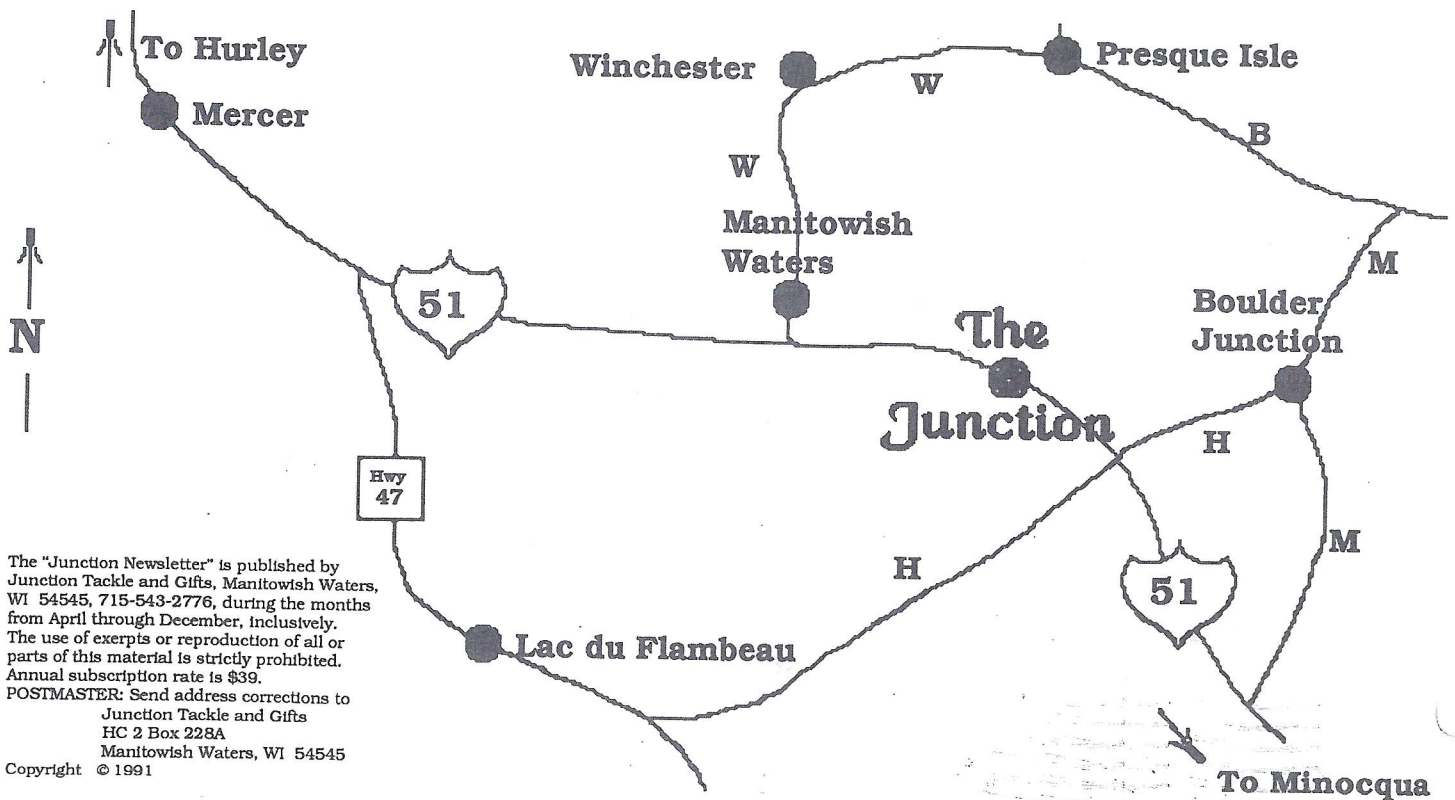 To Hurley
Mercer
Winchester
W
Presque Isle
B
W
Manitowish
Waters
M
N
51
Boulder
Junction
The
Junction
H
Hwy
47
H
M
51
Lac du Flambeau
To Minocqua
The "Junction Newsletter" is published by
Junction Tackle and Gifts, Manitowish Waters,
WI 54545, 715-543-2776, during the months
from April through December, inclusively.
The use of exerpts or reproduction of all or
parts of this material is strictly prohibited.
Annual subscription rate is $39.
POSTMASTER: Send address corrections to
Junction Tackle and Gifts
HC 2 Box 228A
Manitowish Waters, WI 54545
Copyright © 1991